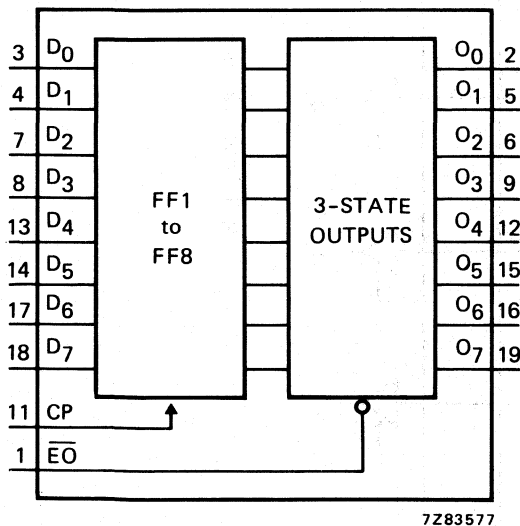 3 D0 O0 2
4 D1 O1 5
7 D2 O2 6
8 D3 O3 9
FF1
to
FF8
3-STATE
OUTPUTS
13 D4 O4 12
14 D5 O5 15
17 D6 O6 16
18 D7 O7 19
11 CP
1 E̅O̅
7Z83577